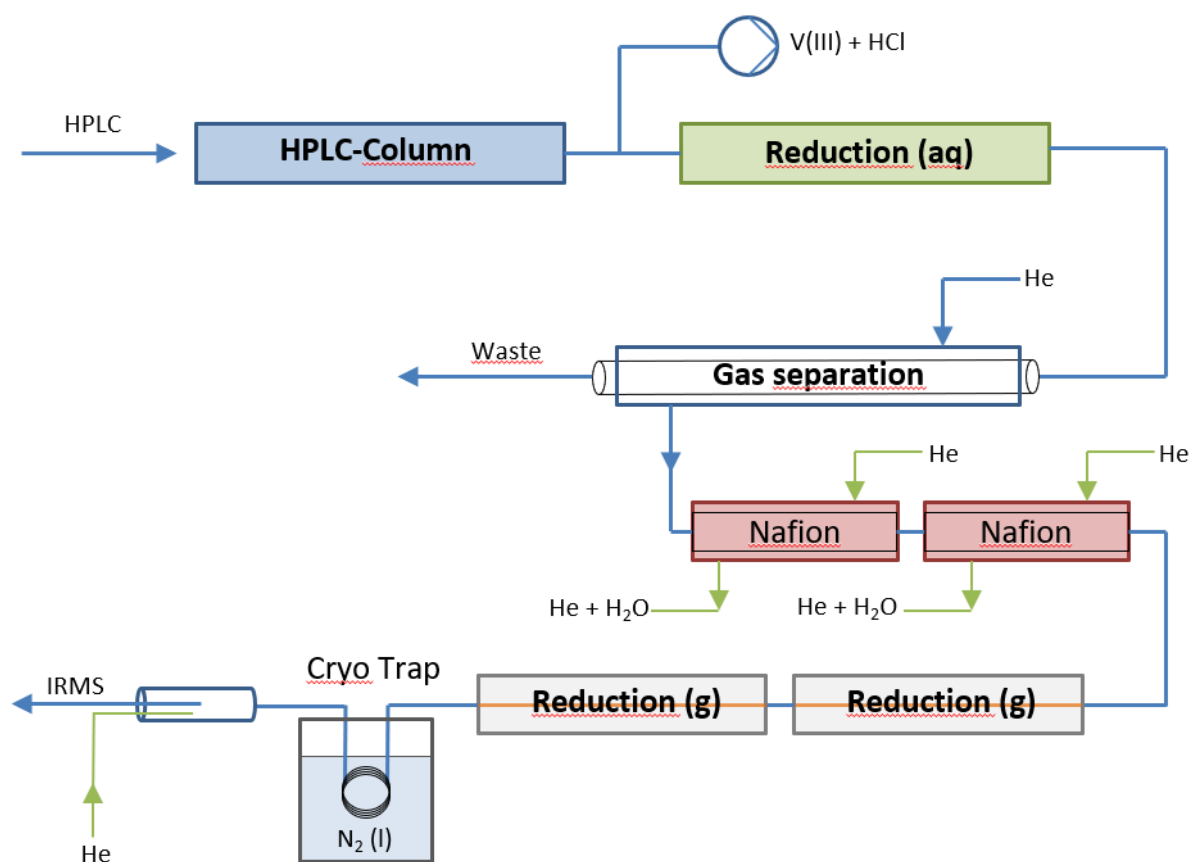 V(III) + HCl
HPLC
HPLC-Column
Reduction (aq)
He
Waste
Gas separation
He
He
Nafion
Nafion
He + H₂O
He + H₂O
Cryo Trap
IRMS
Reduction (g)
Reduction (g)
N₂ (l)
He